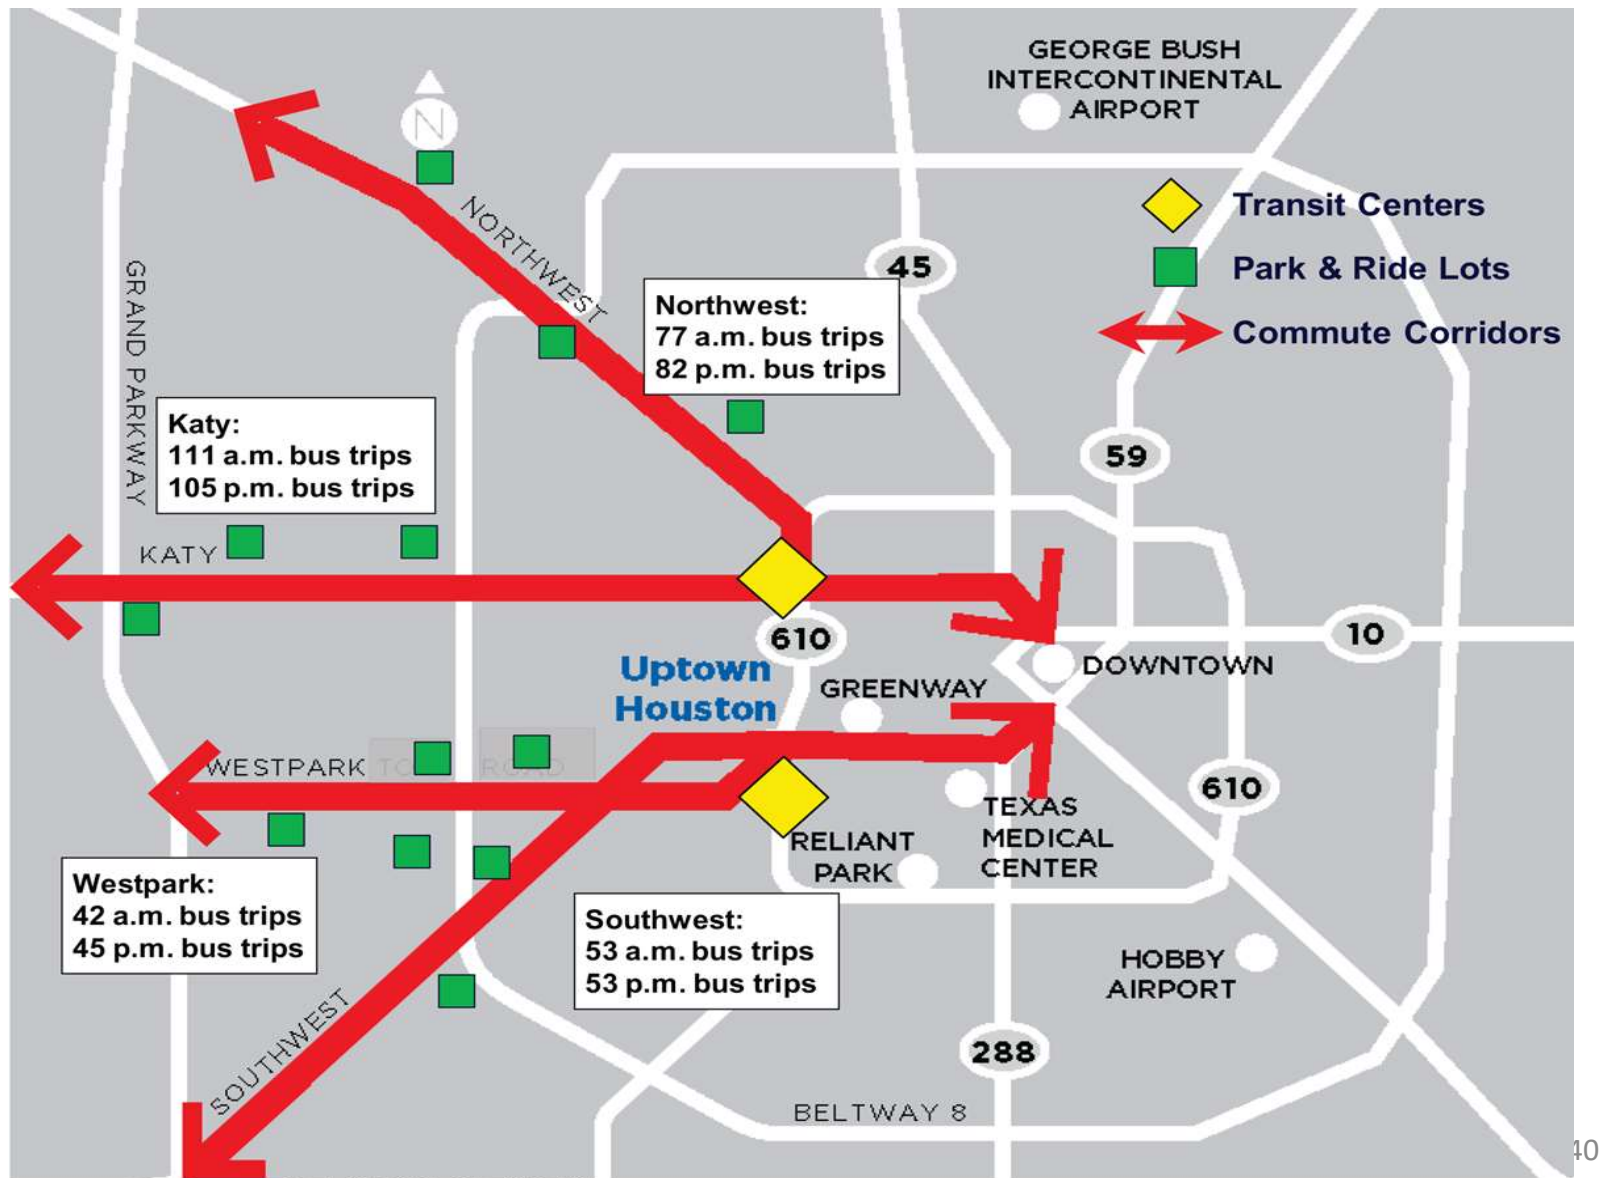 GEORGE BUSH
INTERCONTINENTAL
AIRPORT
N
Transit Centers
Park & Ride Lots
Commute Corridors
NORTHWEST
45
GRAND PARKWAY
Northwest:
77 a.m. bus trips
82 p.m. bus trips
Katy:
111 a.m. bus trips
105 p.m. bus trips
59
KATY
610
10
Uptown
Houston
DOWNTOWN
GREENWAY
WESTPARK
ROAD
610
TEXAS
MEDICAL
CENTER
RELIANT
PARK
Westpark:
42 a.m. bus trips
45 p.m. bus trips
Southwest:
53 a.m. bus trips
53 p.m. bus trips
HOBBY
AIRPORT
SOUTHWEST
288
BELTWAY 8
40